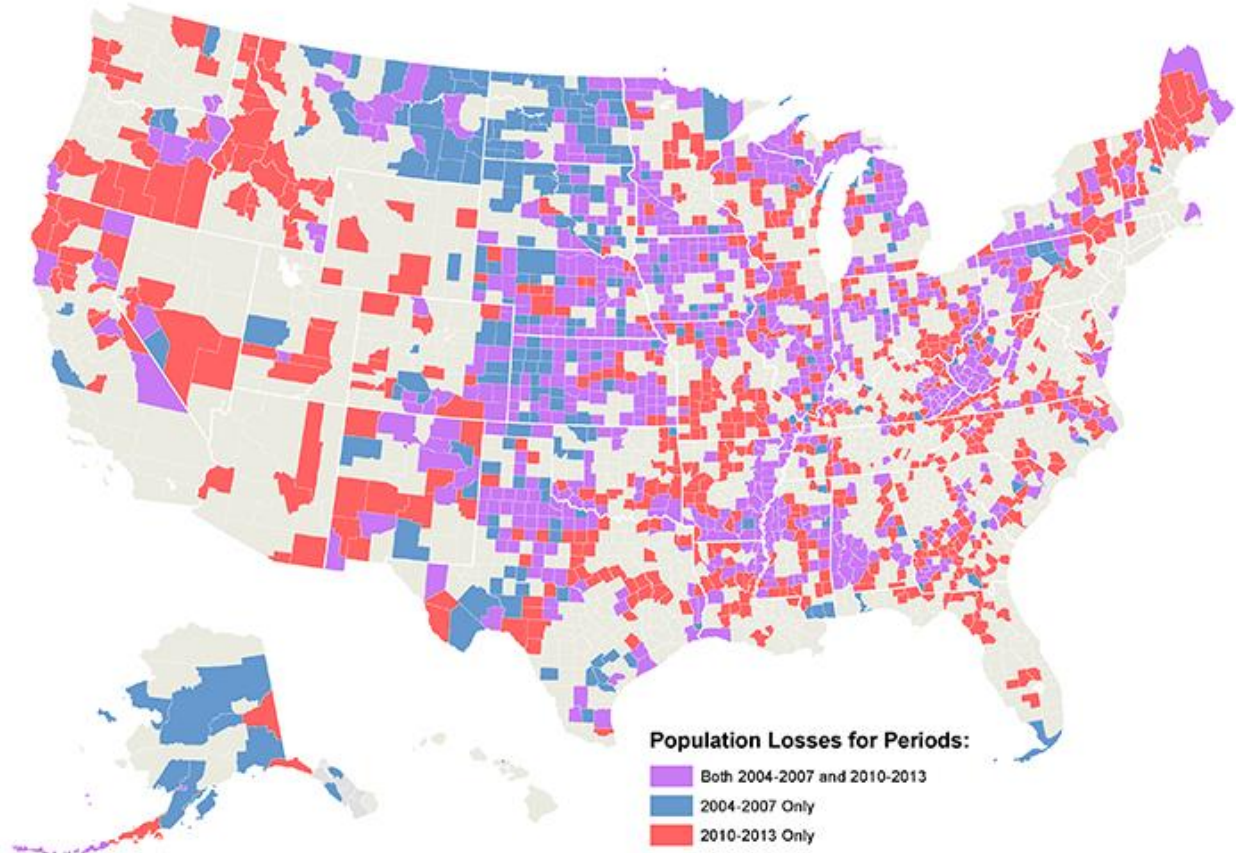 Population Losses for Periods:
Both 2004-2007 and 2010-2013
2004-2007 Only
2010-2013 Only